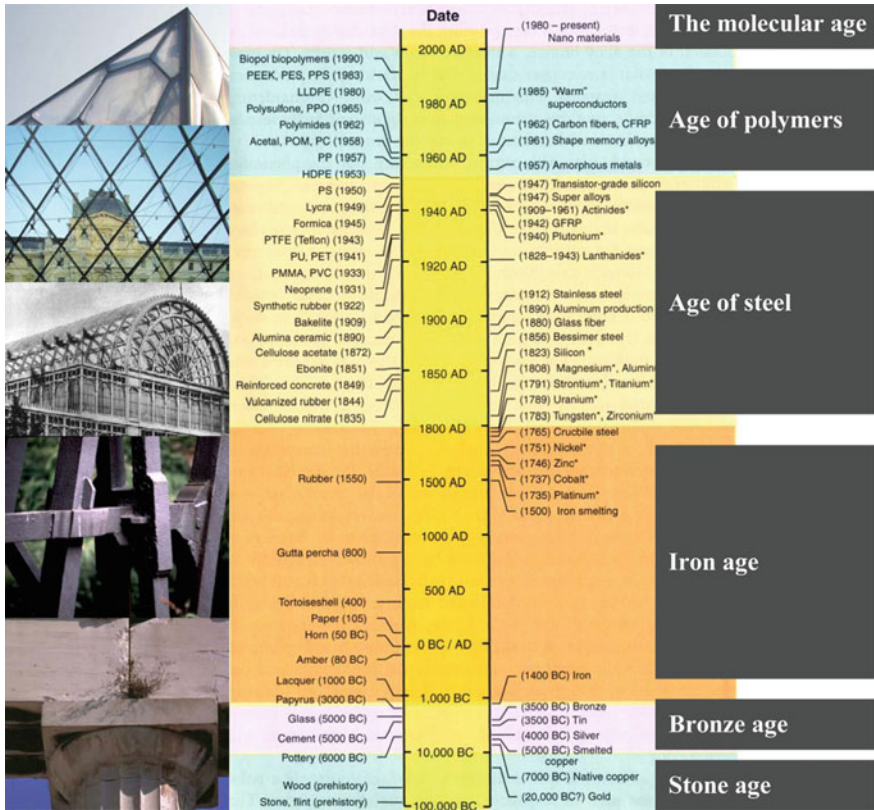 Date
2000 AD
1980 AD
1960 AD
1940 AD
1920 AD
1900 AD
1850 AD
1800 AD
1500 AD
1000 AD
500 AD
0 BC / AD
1,000 BC
10,000 BC
100,000 BC
Biopol biopolymers (1990)
PEEK, PES, PPS (1983)
LLDPE (1980)
Polysulfone, PPO (1965)
Polyimides (1962)
Acetal, POM, PC (1958)
PP (1957)
HDPE (1953)
PS (1950)
Lycra (1949)
Formica (1945)
PTFE (Teflon) (1943)
PU, PET (1941)
PMMA, PVC (1933)
Neoprene (1931)
Synthetic rubber (1922)
Bakelite (1909)
Alumina ceramic (1890)
Cellulose acetate (1872)
Ebonite (1851)
Reinforced concrete (1849)
Vulcanized rubber (1844)
Cellulose nitrate (1835)
Rubber (1550)
Gutta percha (800)
Tortoiseshell (400)
Paper (105)
Horn (50 BC)
Amber (80 BC)
Lacquer (1000 BC)
Papyrus (3000 BC)
Glass (5000 BC)
Cement (5000 BC)
Pottery (6000 BC)
Wood (prehistory)
Stone, flint (prehistory)
(1980 – present)
Nano materials
(1985) "Warm"
superconductors
(1962) Carbon fibers, CFRP
(1961) Shape memory alloys
(1957) Amorphous metals
(1947) Transistor-grade silicon
(1947) Super alloys
(1909–1961) Actinides*
(1942) GFRP
(1940) Plutonium*
(1828–1943) Lanthanides*
(1912) Stainless steel
(1890) Aluminum production
(1880) Glass fiber
(1856) Bessimer steel
(1823) Silicon *
(1808) Magnesium*, Alumin
(1791) Strontium*, Titanium*
(1789) Uranium*
(1783) Tungsten*, Zirconium
(1765) Crucbile steel
(1751) Nickel*
(1746) Zinc*
(1737) Cobalt*
(1735) Platinum*
(1500) Iron smelting
(1400 BC) Iron
(3500 BC) Bronze
(3500 BC) Tin
(4000 BC) Silver
(5000 BC) Smelted
copper
(7000 BC) Native copper
(20,000 BC?) Gold
The molecular age
Age of polymers
Age of steel
Iron age
Bronze age
Stone age